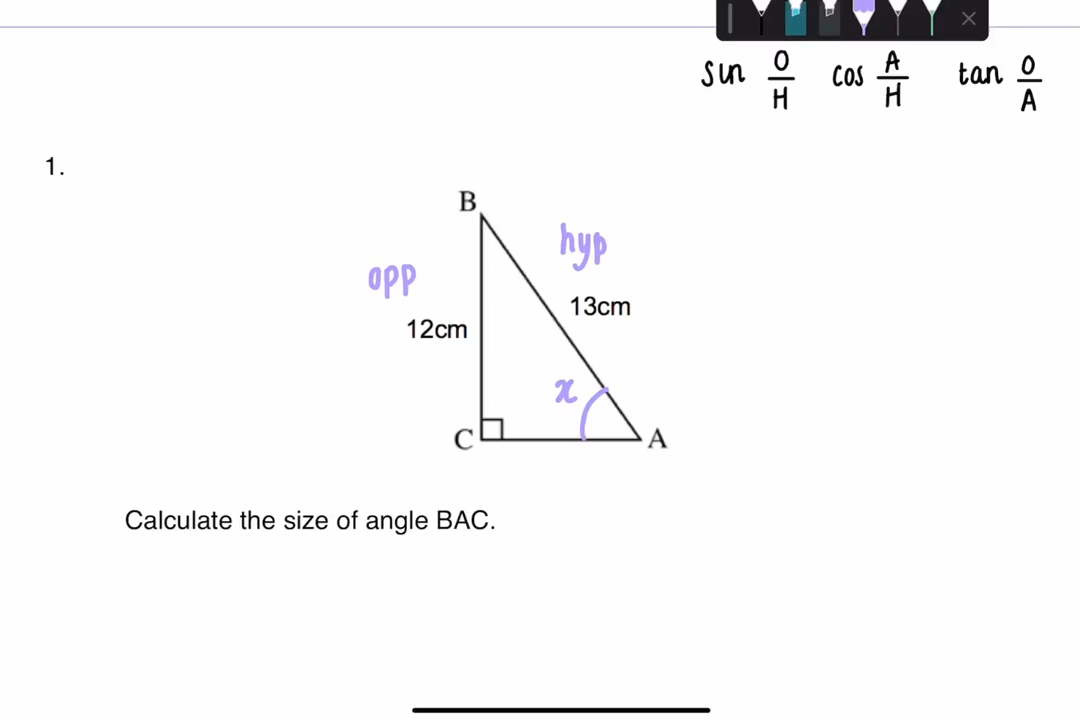 sin O/H cos A/H tan O/A
1.
B
hyp
opp
13cm
12cm
x
C A
Calculate the size of angle BAC.